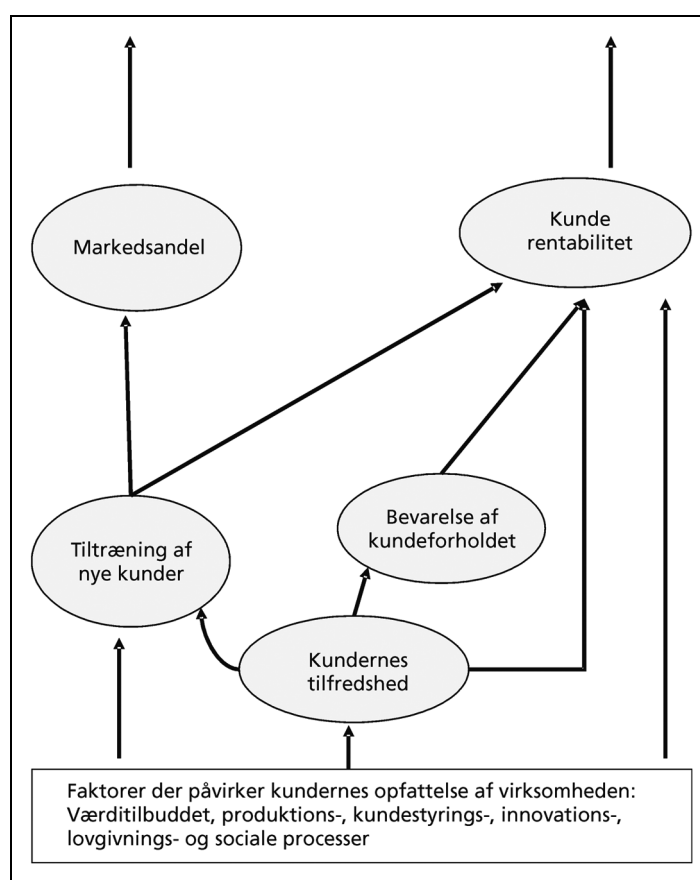 Markedsandel
Kunde
rentabilitet
Bevarelse af
kundeforholdet
Tiltræning af
nye kunder
Kundernes
tilfredshed
Faktorer der påvirker kundernes opfattelse af virksomheden:
Værditilbuddet, produktions-, kundestyrings-, innovations-,
lovgivnings- og sociale processer